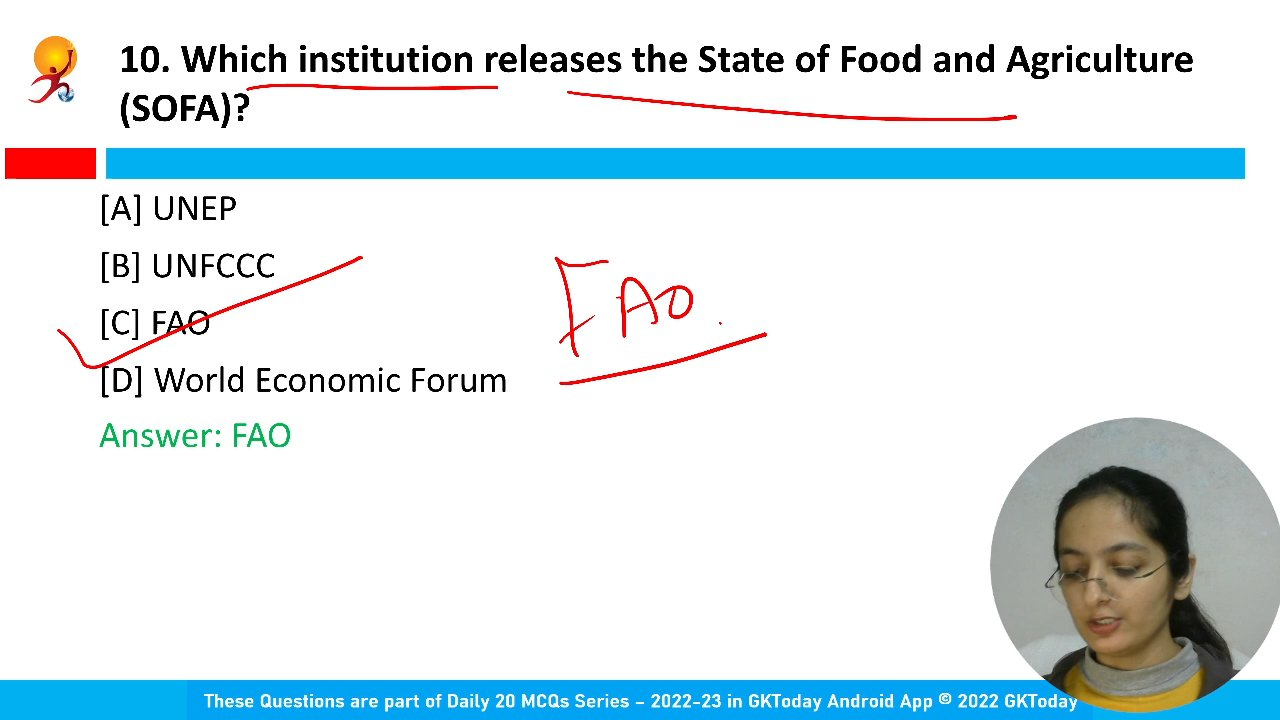 10. Which institution releases the State of Food and Agriculture
(SOFA)?
[A] UNEP
[B] UNFCCC
[C] FAO
[D] World Economic Forum
Answer: FAO
FAO.
These Questions are part of Daily 20 MCQs Series – 2022-23 in GKToday Android App © 2022 GKToday